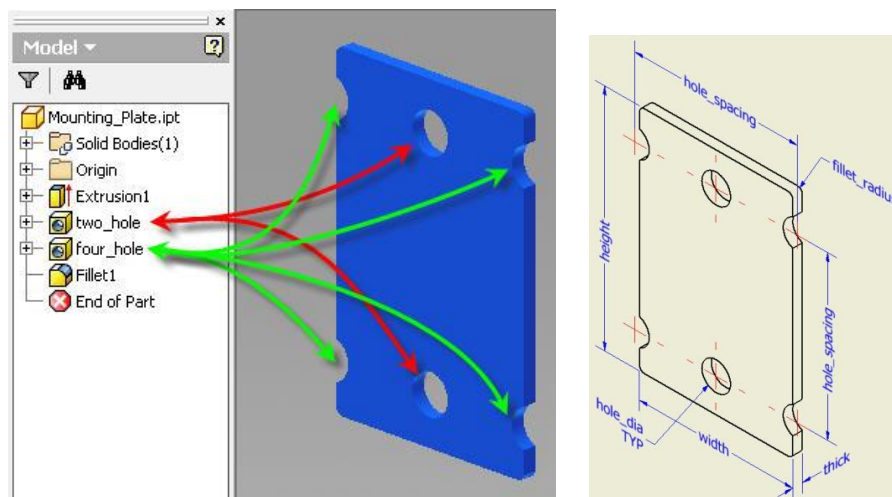 Model
Mounting_Plate.ipt
Solid Bodies(1)
Origin
Extrusion1
two_hole
four_hole
Fillet1
End of Part
hole_spacing
fillet_radiu
height
hole_spacing
hole_dia
TYP
width
thick